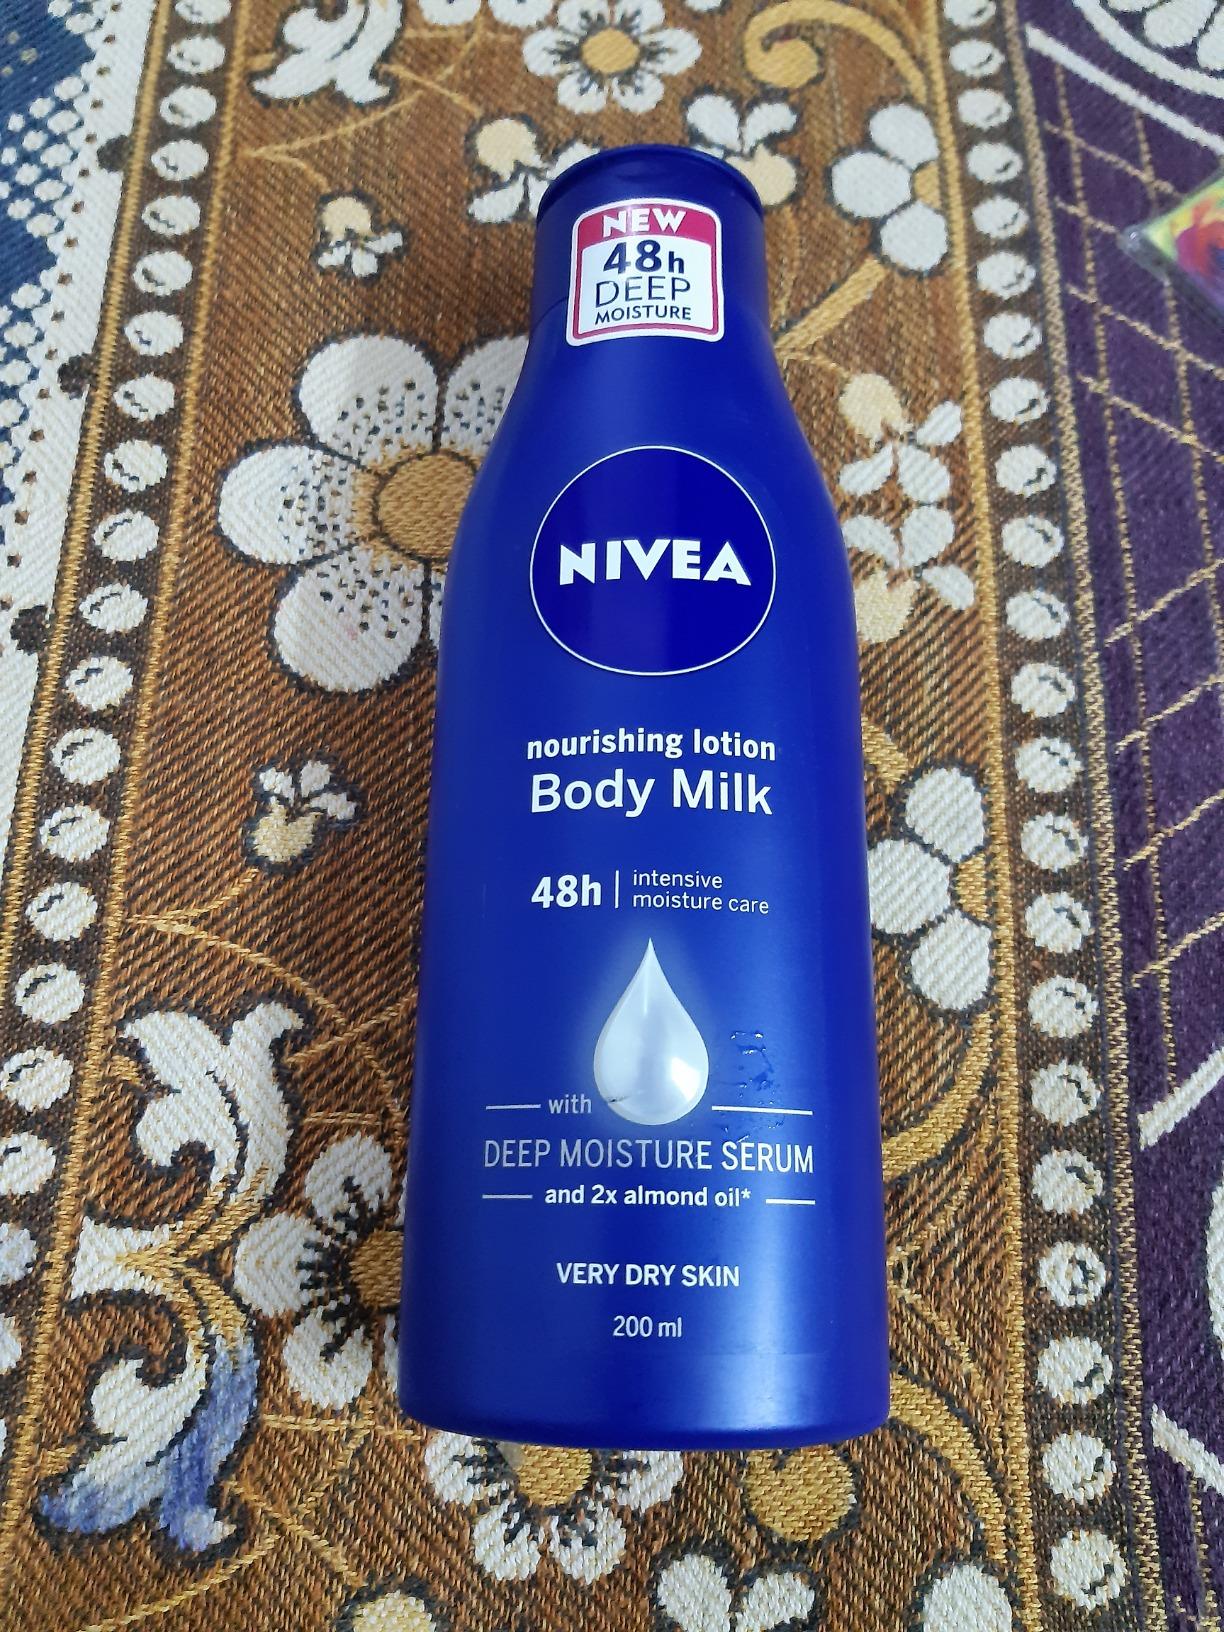 NEW
48h
DEEP
MOISTURE
NIVEA
nourishing lotion
Body Milk
48h | intensive
moisture care
with
DEEP MOISTURE SERUM
and 2x almond oil*
VERY DRY SKIN
200 ml